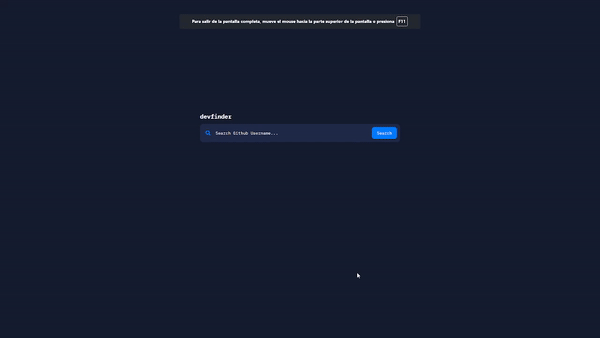 Para salir de la pantalla completa, mueve el mouse hacia la parte superior de la pantalla o presiona F11
devfinder
Search Github Username... Search